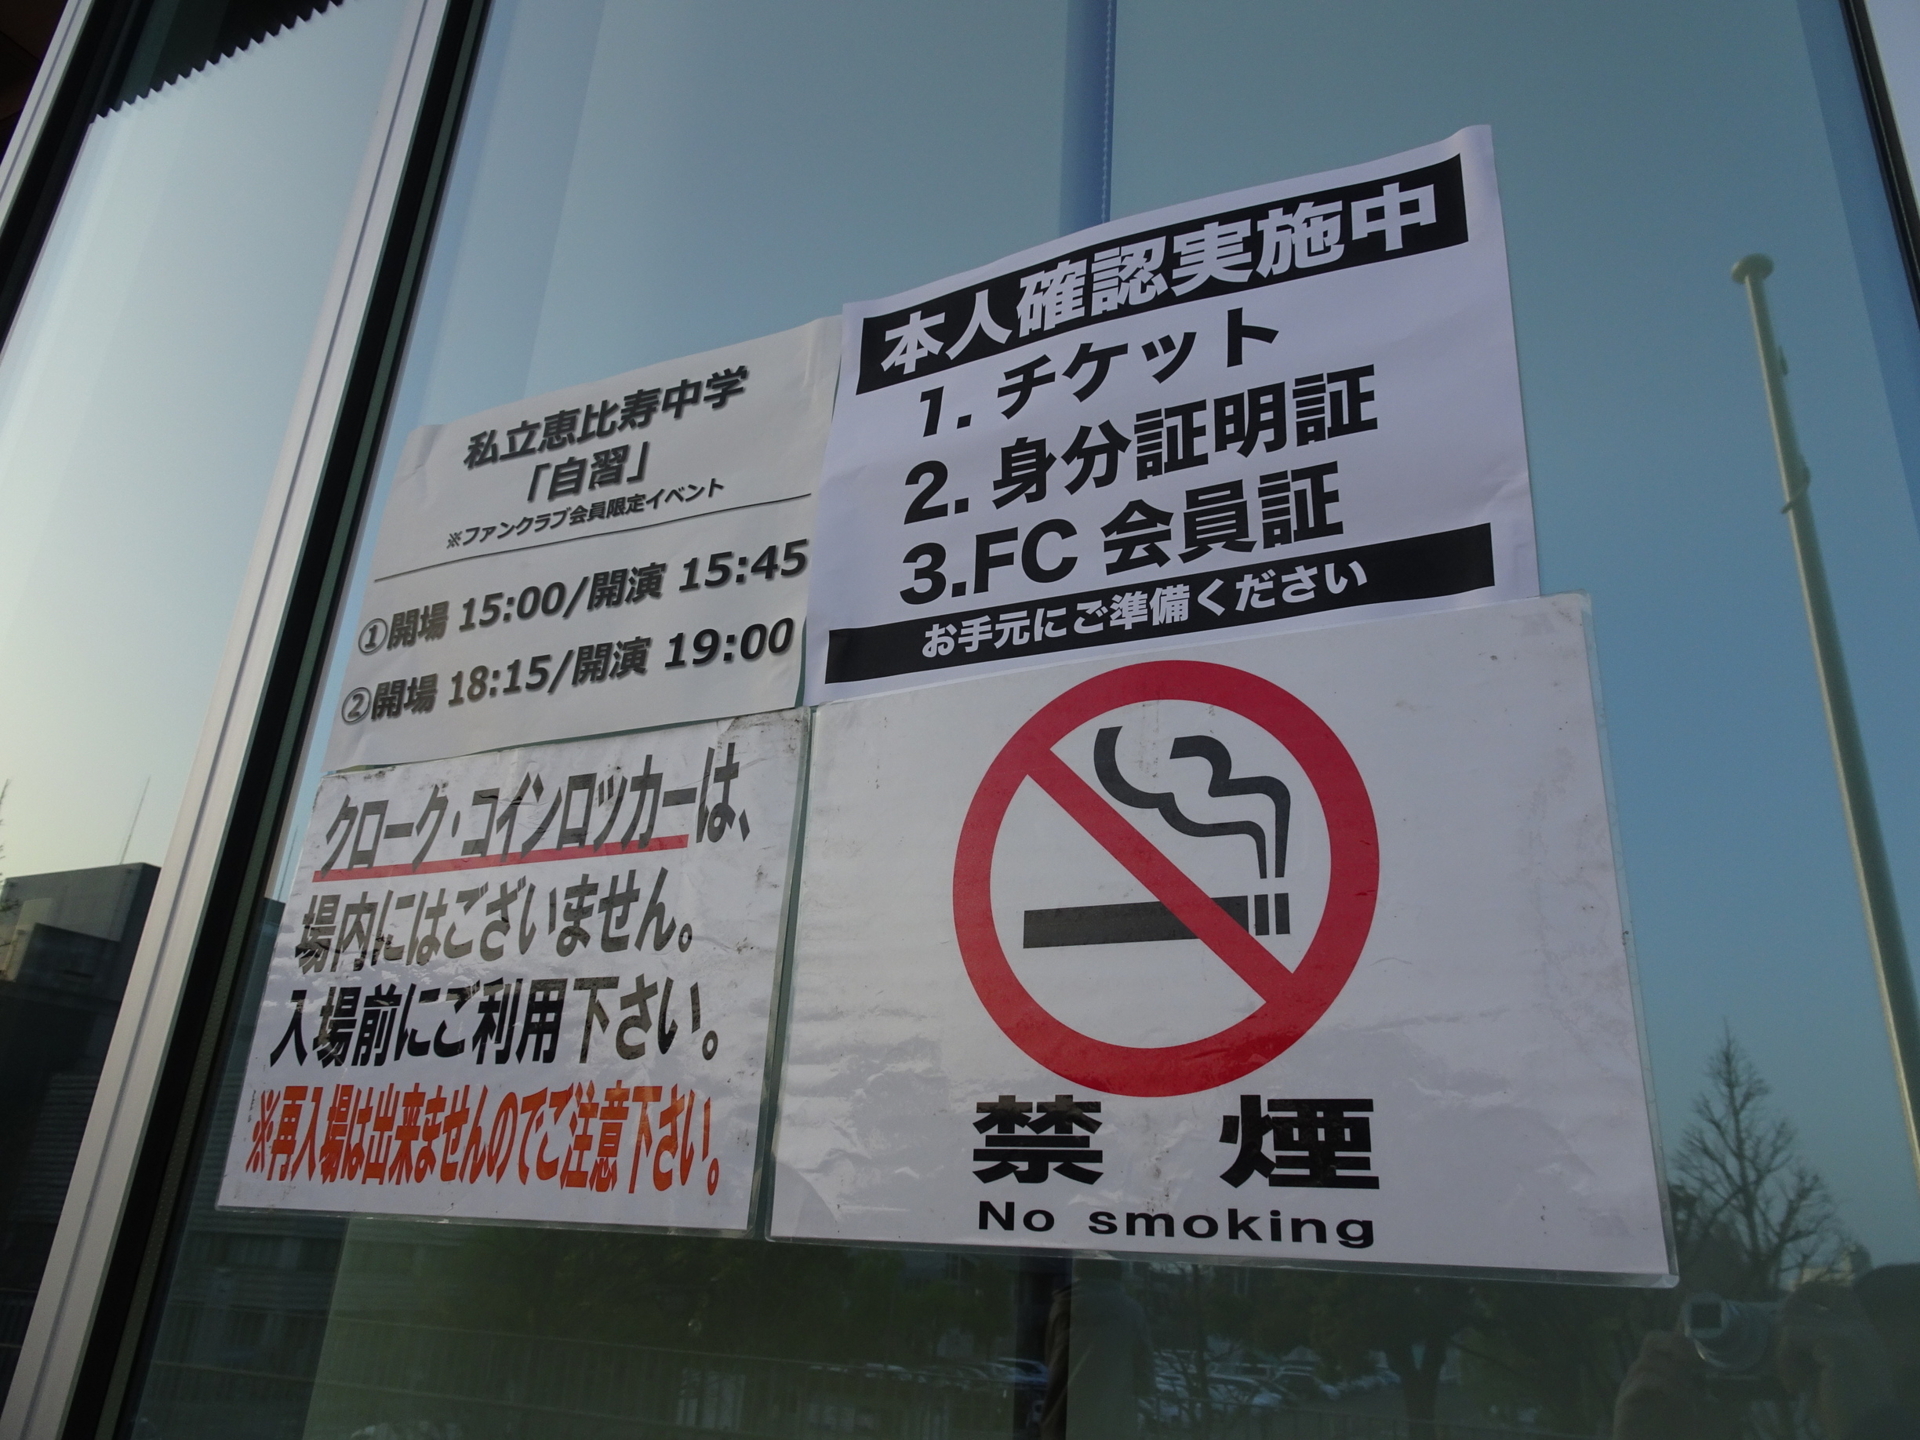 私立恵比寿中学
「自習」
※ファンクラブ会員限定イベント
①開場 15:00/開演 15:45
②開場 18:15/開演 19:00
本人確認実施中
1. チケット
2. 身分証明証
3.FC 会員証
お手元にご準備ください
クローク・コインロッカーは、
場内にはございません。
入場前にご利用下さい。
※再入場は出来ませんのでご注意下さい。
禁 煙
No smoking